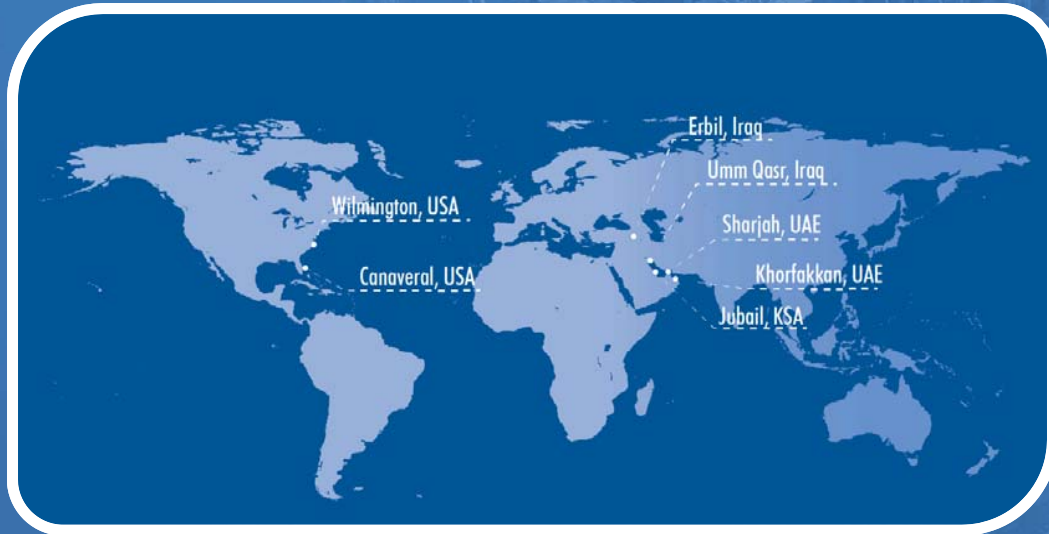 Erbil, Iraq
Umm Qasr, Iraq
Wilmington, USA
Sharjah, UAE
Canaveral, USA
Khorfakkan, UAE
Jubail, KSA